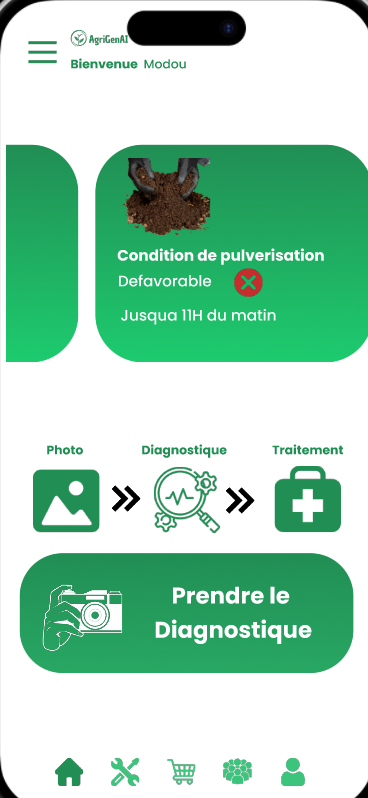 AgriGenAI
Bienvenue Modou
Condition de pulverisation
Defavorable
Jusqua 11H du matin
Photo Diagnostique Traitement
Prendre le
Diagnostique